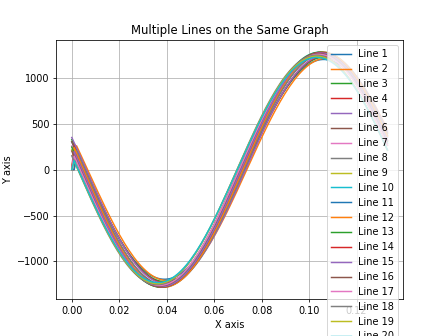 Multiple Lines on the Same Graph
Y axis
1000
500
0
−500
−1000
0.00
0.02
0.04
0.06
0.08
0.10
X axis
Line 1
Line 2
Line 3
Line 4
Line 5
Line 6
Line 7
Line 8
Line 9
Line 10
Line 11
Line 12
Line 13
Line 14
Line 15
Line 16
Line 17
Line 18
Line 19
Line 20